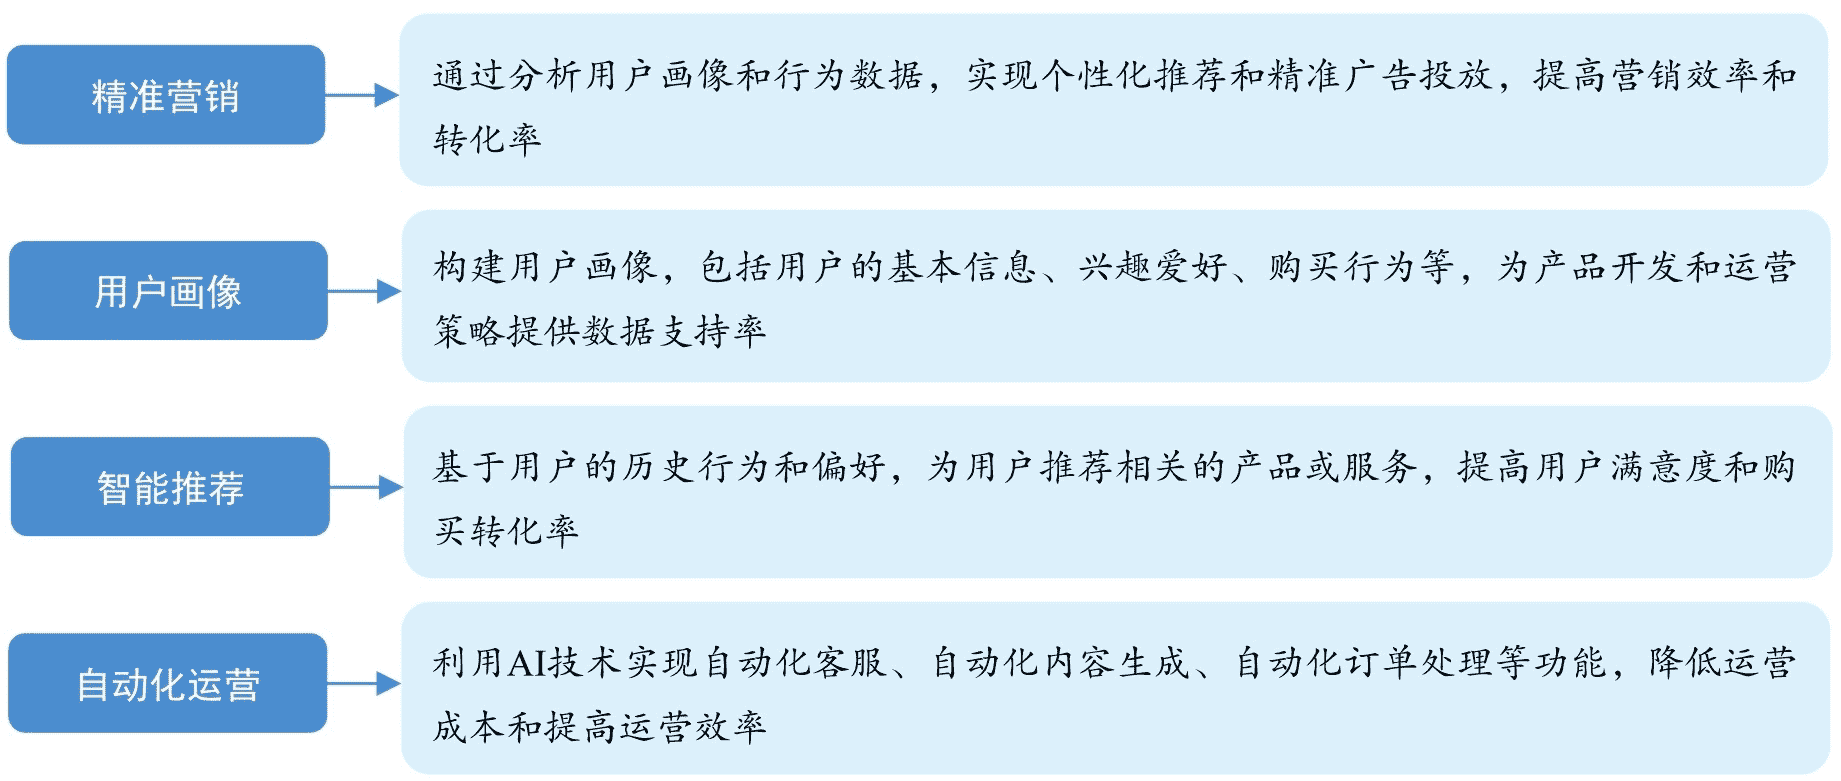 精准营销
通过分析用户画像和行为数据，实现个性化推荐和精准广告投放，提高营销效率和
转化率
用户画像
构建用户画像，包括用户的基本信息、兴趣爱好、购买行为等，为产品开发和运营
策略提供数据支持率
智能推荐
基于用户的历史行为和偏好，为用户推荐相关的产品或服务，提高用户满意度和购
买转化率
自动化运营
利用AI技术实现自动化客服、自动化内容生成、自动化订单处理等功能，降低运营
成本和提高运营效率